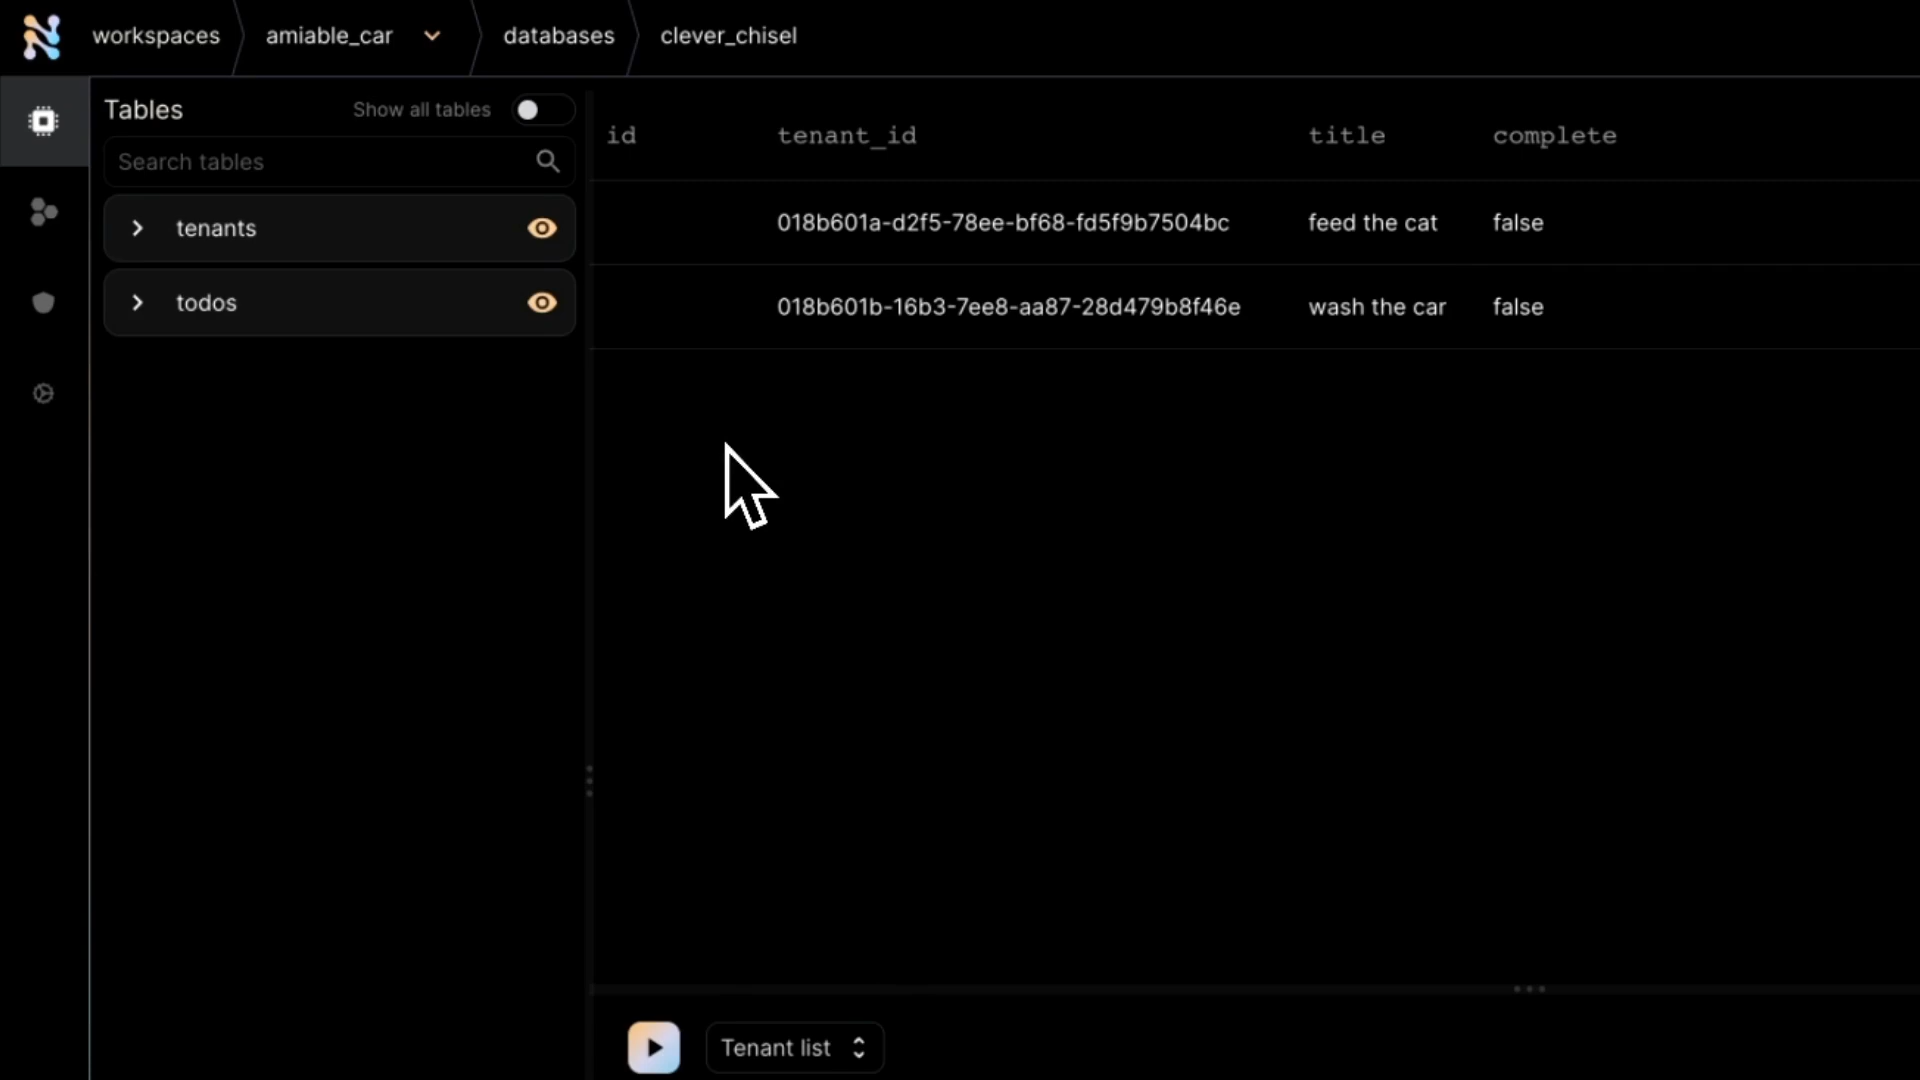 workspaces amiable_car databases clever_chisel
Tables Show all tables
Search tables
tenants
todos
id tenant_id title complete
018b601a-d2f5-78ee-bf68-fd5f9b7504bc feed the cat false
018b601b-16b3-7ee8-aa87-28d479b8f46e wash the car false
Tenant list